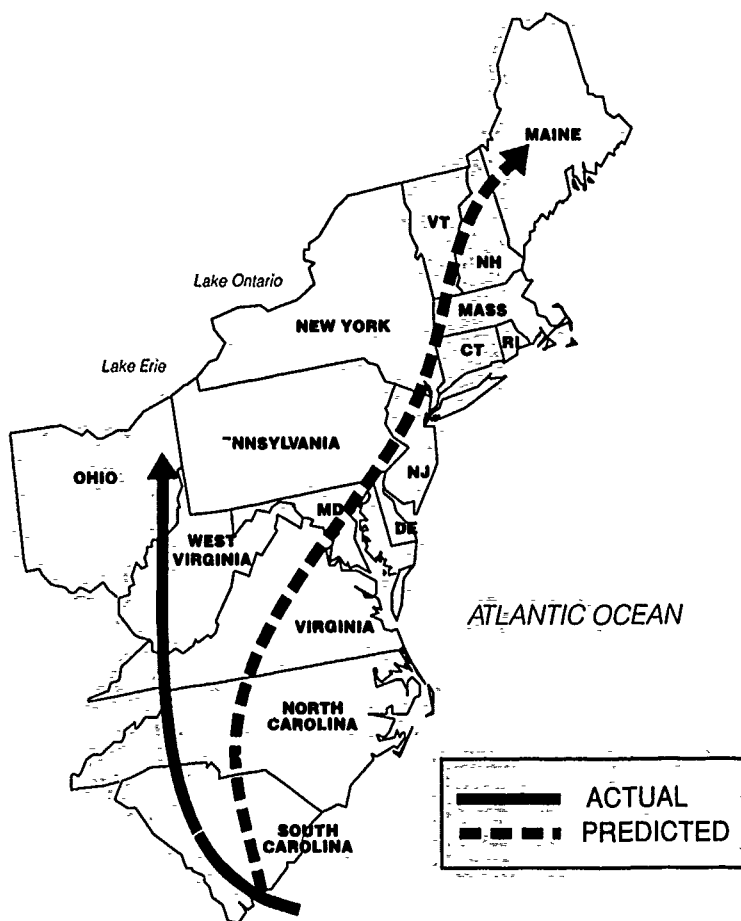 MAINE
VT
NH
Lake Ontario
MASS
NEW YORK
CT
RI
Lake Erie
NNSYLVANIA
OHIO
NJ
MD
DE
WEST
VIRGINIA
ATLANTIC OCEAN
VIRGINIA
NORTH
CAROLINA
ACTUAL
PREDICTED
SOUTH
CAROLINA